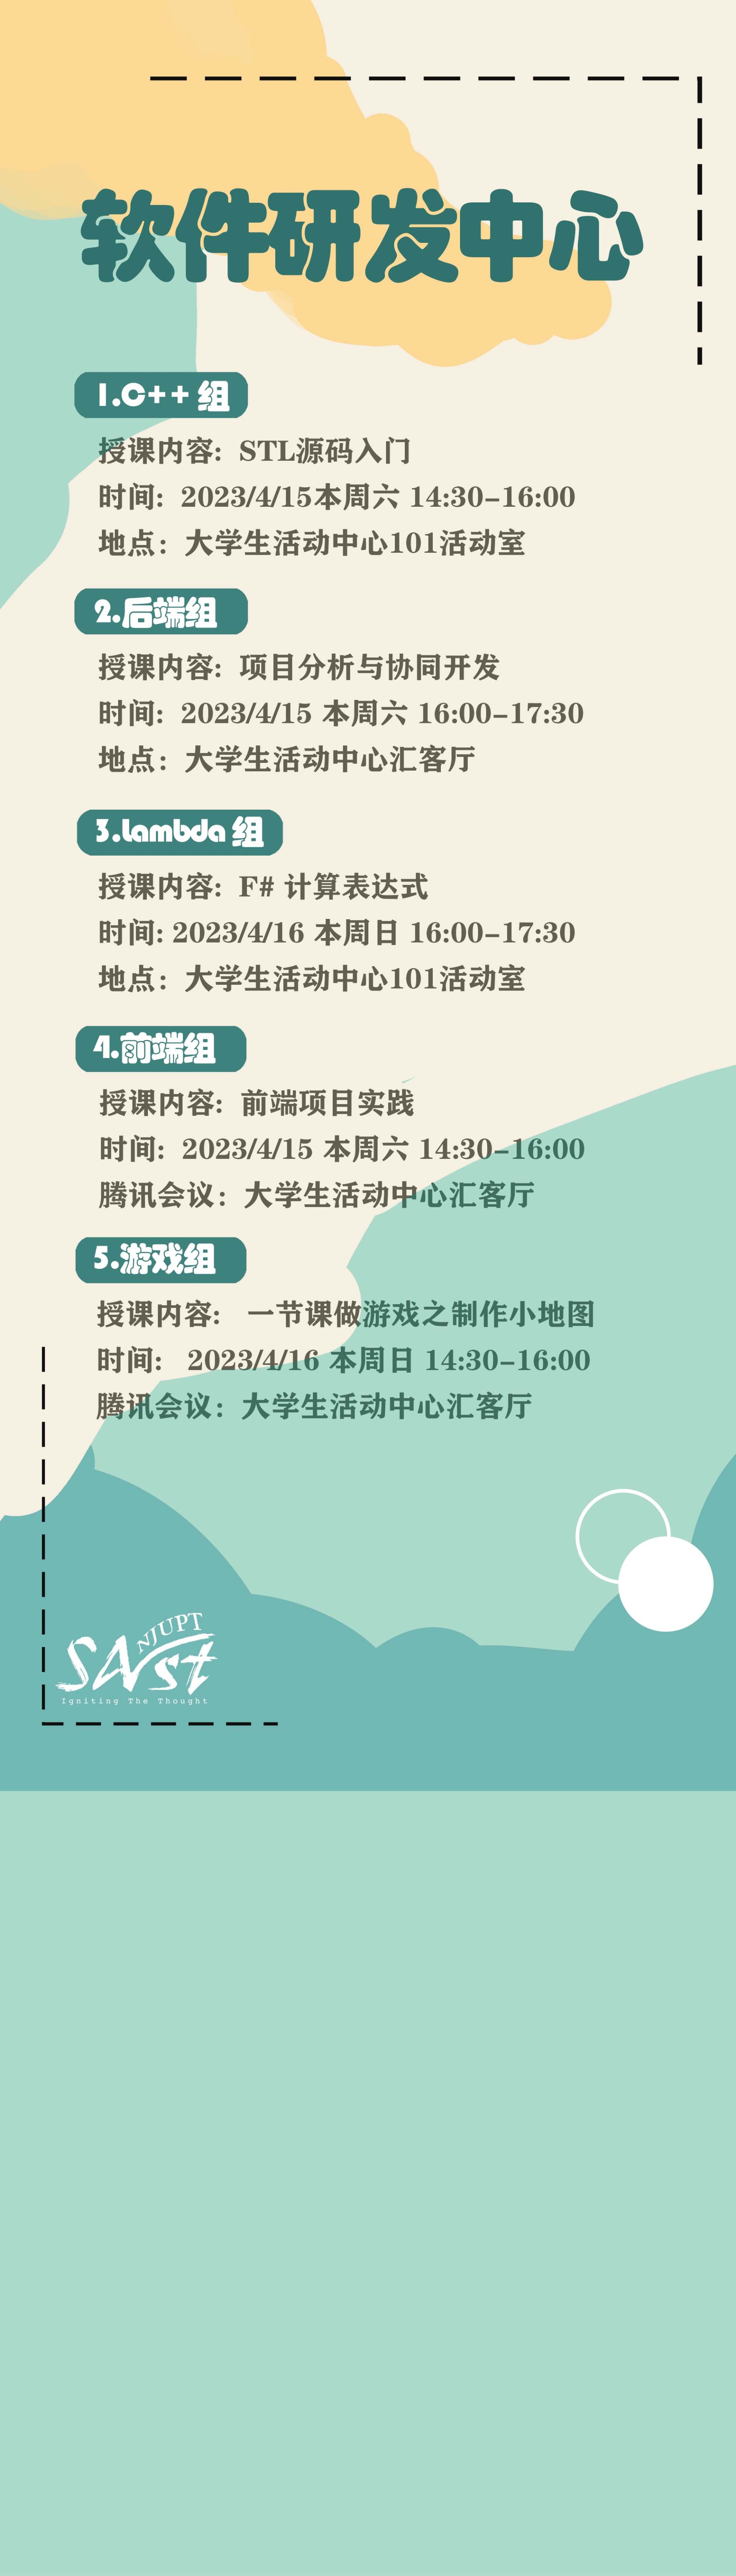 软件研发中心
1.C++ 组
授课内容: STL源码入门
时间: 2023/4/15本周六 14:30-16:00
地点: 大学生活动中心101活动室
2.后端组
授课内容: 项目分析与协同开发
时间: 2023/4/15 本周六 16:00-17:30
地点: 大学生活动中心汇客厅
3.lambda 组
授课内容: F# 计算表达式
时间: 2023/4/16 本周日 16:00-17:30
地点: 大学生活动中心101活动室
4.前端组
授课内容: 前端项目实践
时间: 2023/4/15 本周六 14:30-16:00
腾讯会议: 大学生活动中心汇客厅
5.游戏组
授课内容: 一节课做游戏之制作小地图
时间: 2023/4/16 本周日 14:30-16:00
腾讯会议: 大学生活动中心汇客厅
NJUPT
SAST
Igniting The Thought